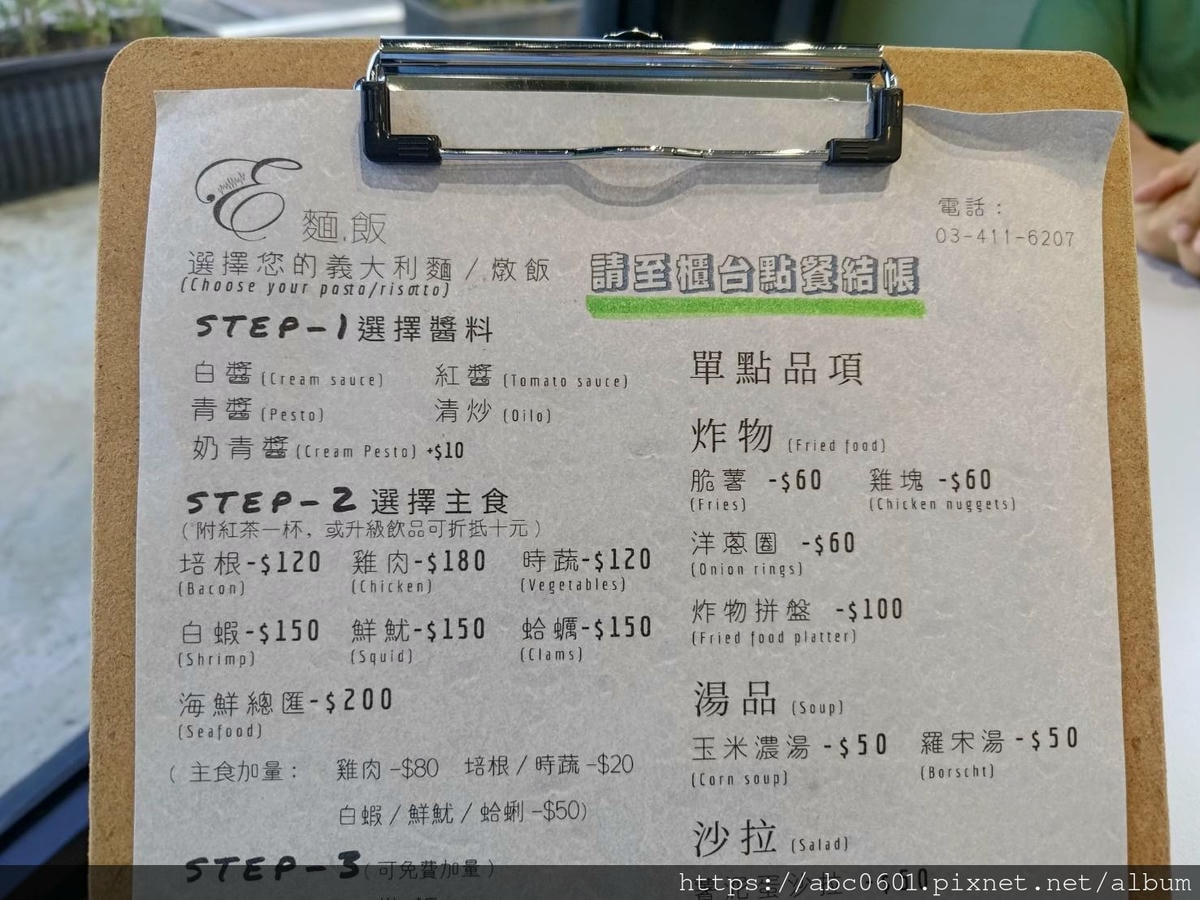 E 麵.飯
電話：
03-411-6207
選擇您的義大利麵 / 燉飯
(Choose your pasta/risotto)
請至櫃台點餐結帳
STEP-1 選擇醬料
白醬 (Cream sauce) 紅醬 (Tomato sauce)
青醬 (Pesto) 清炒 (Oilo)
奶青醬 (Cream Pesto) +$10
STEP-2 選擇主食
(附紅茶一杯, 或升級飲品可折抵十元)
培根-$120 雞肉-$180 時蔬-$120
(Bacon) (Chicken) (Vegetables)
白蝦-$150 鮮魷-$150 蛤蠣-$150
(Shrimp) (Squid) (Clams)
海鮮總匯-$200
(Seafood)
( 主食加量： 雞肉 -$80 培根 / 時蔬 -$20
白蝦 / 鮮魷 / 蛤蜊 -$50)
STEP-3 (可免費加量)
單點品項
炸物 (Fried food)
脆薯 -$60 雞塊 -$60
(Fries) (Chicken nuggets)
洋蔥圈 -$60
(Onion rings)
炸物拼盤 -$100
(Fried food platter)
湯品 (Soup)
玉米濃湯 -$50 羅宋湯 -$50
(Corn soup) (Borscht)
沙拉 (Salad)
https://abc0601.pixnet.net/album